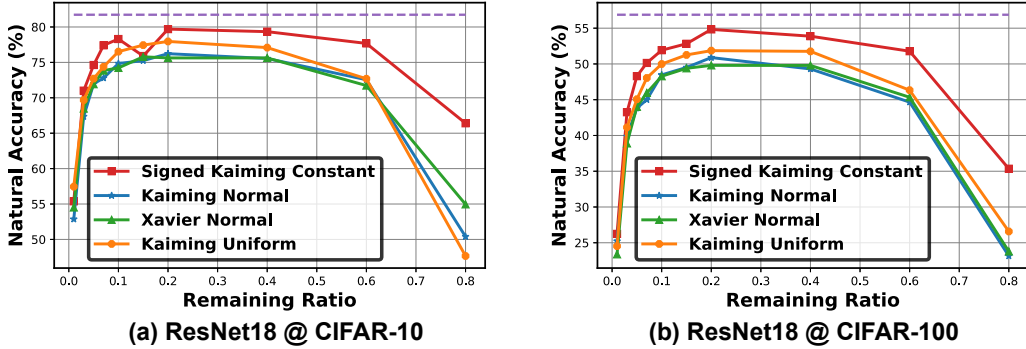 Natural Accuracy (%)
80
75
70
65
60
55
50
Signed Kaiming Constant
Kaiming Normal
Xavier Normal
Kaiming Uniform
0.0 0.1 0.2 0.3 0.4 0.5 0.6 0.7 0.8
Remaining Ratio
(a) ResNet18 @ CIFAR-10
Natural Accuracy (%)
55
50
45
40
35
30
25
Signed Kaiming Constant
Kaiming Normal
Xavier Normal
Kaiming Uniform
0.0 0.1 0.2 0.3 0.4 0.5 0.6 0.7 0.8
Remaining Ratio
(b) ResNet18 @ CIFAR-100